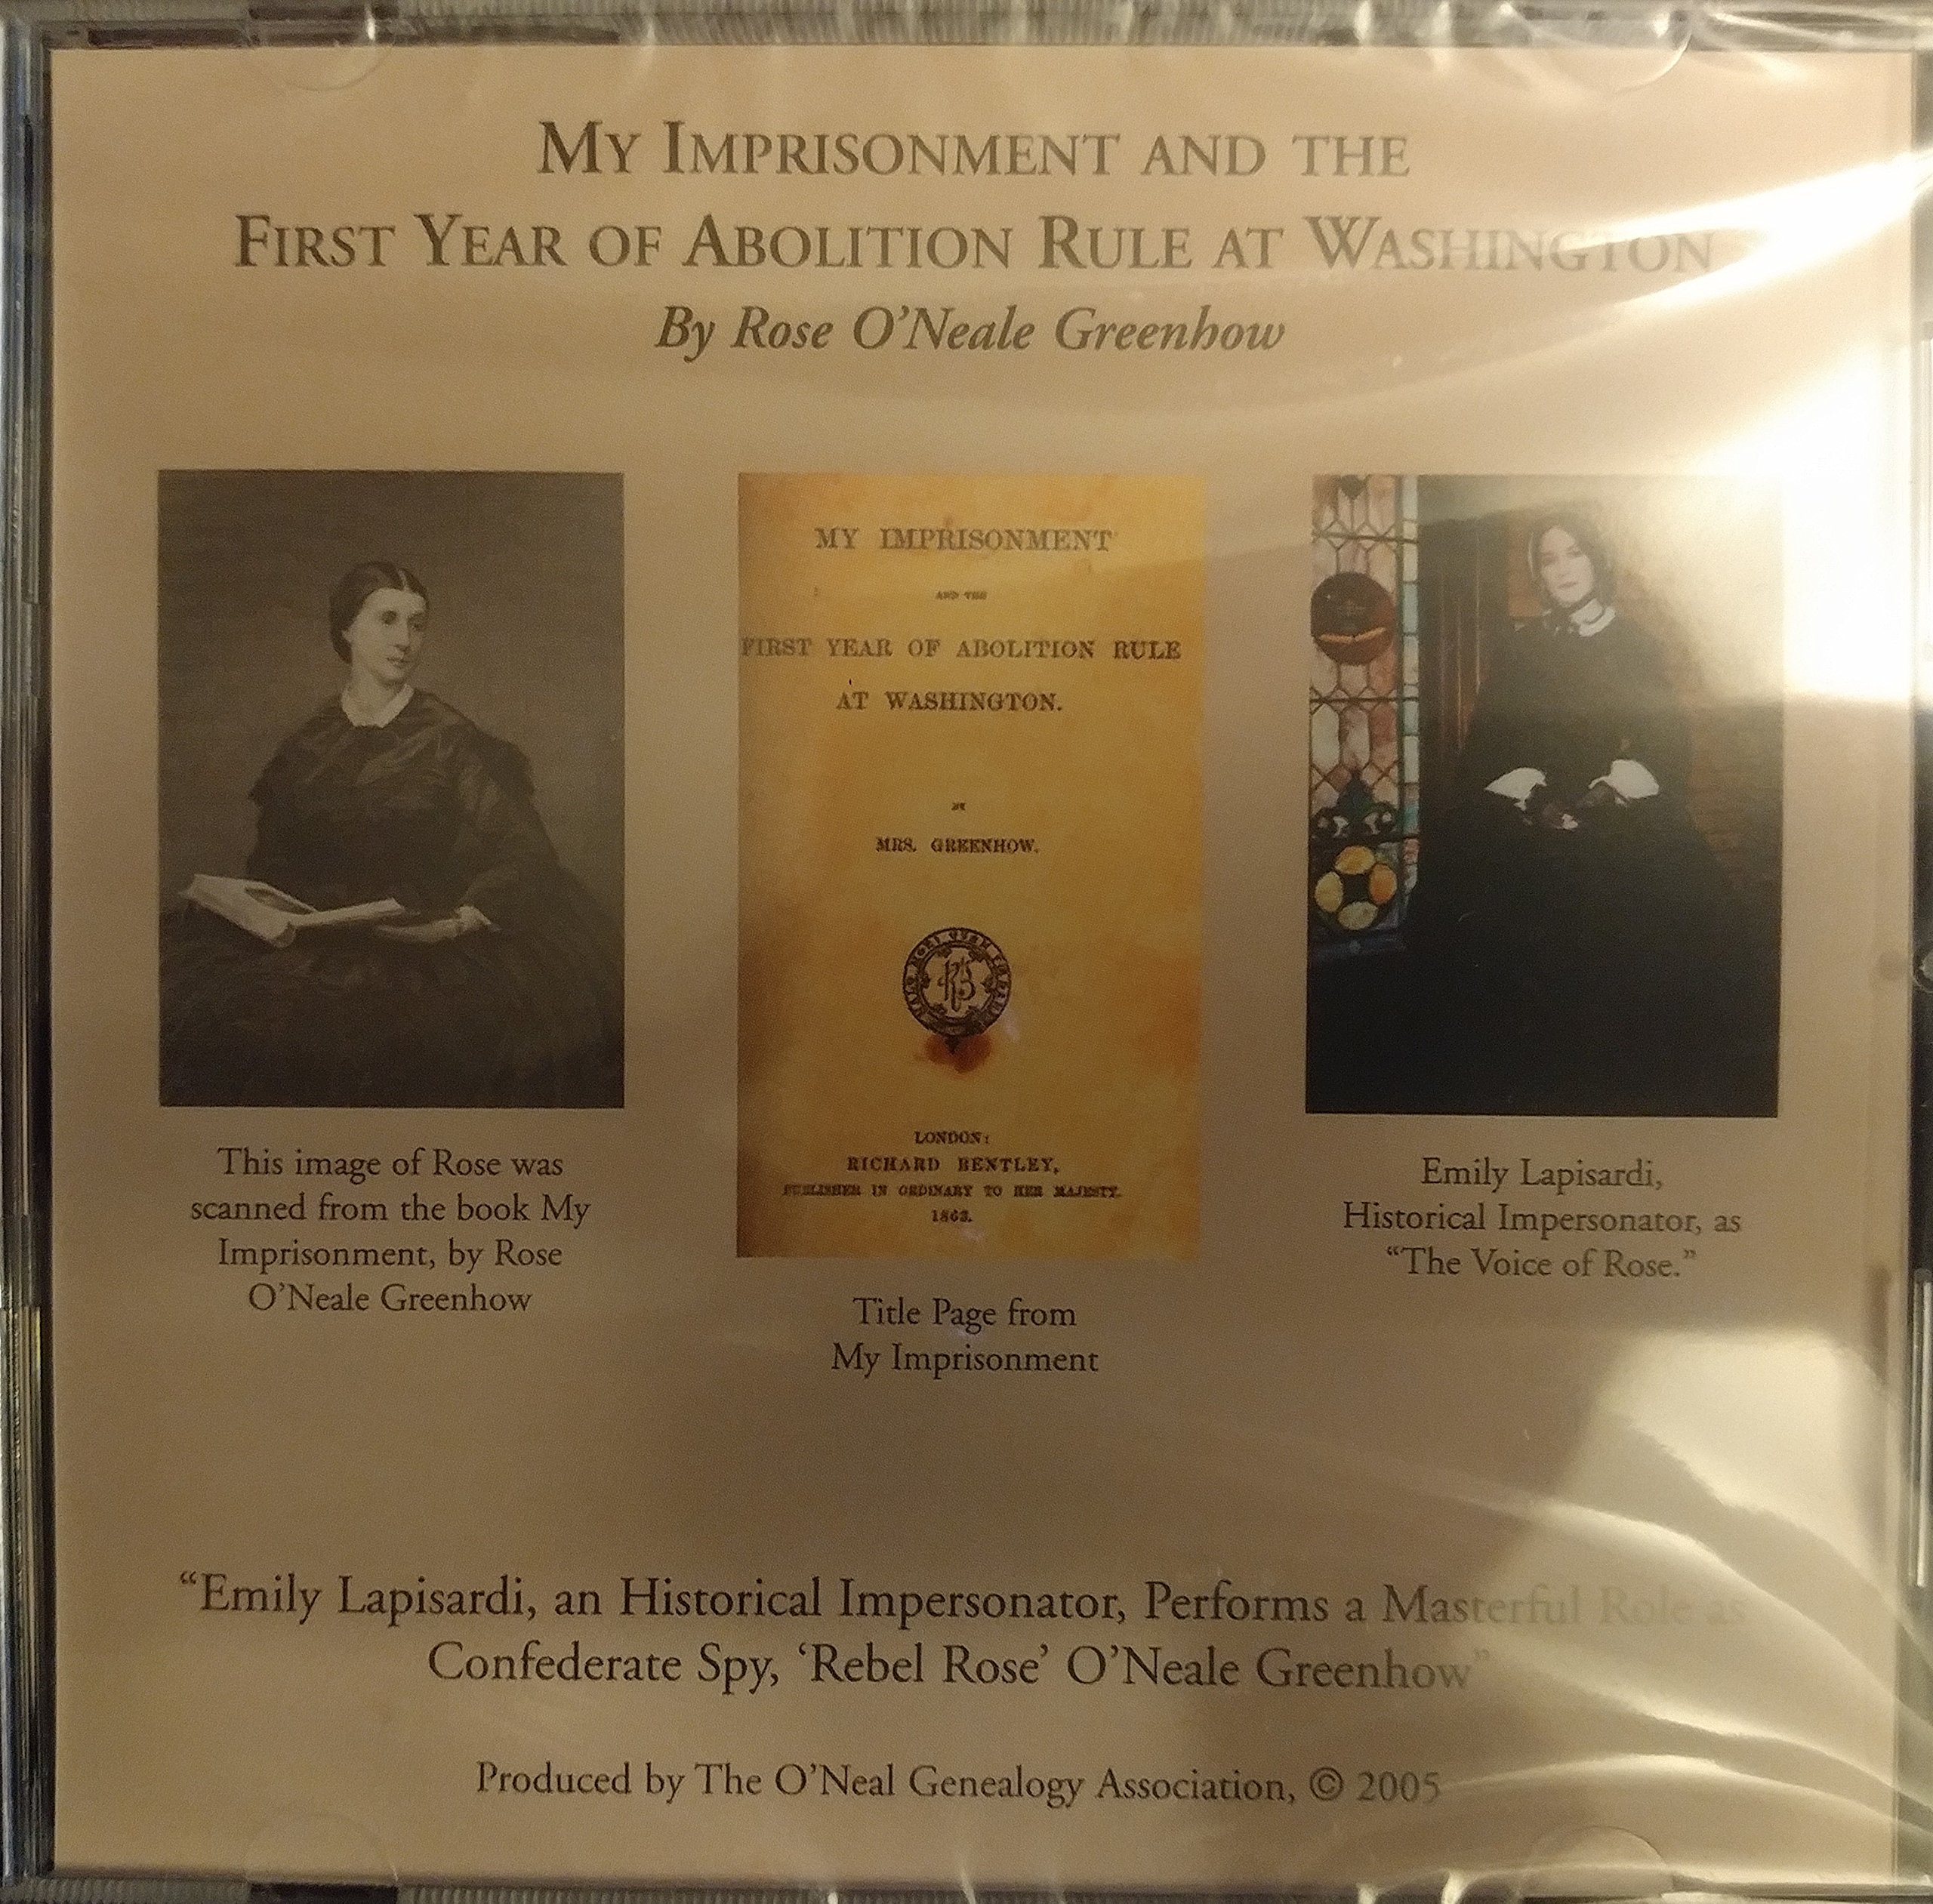 MY IMPRISONMENT AND THE
FIRST YEAR OF ABOLITION RULE AT WASHINGTON
By Rose O'Neale Greenhow
MY IMPRISONMENT
AND THE
FIRST YEAR OF ABOLITION RULE
AT WASHINGTON.
BY
MRS. GREENHOW.
LONDON:
RICHARD BENTLEY,
PUBLISHER IN ORDINARY TO HER MAJESTY.
1863.
This image of Rose was
scanned from the book My
Imprisonment, by Rose
O'Neale Greenhow
Title Page from
My Imprisonment
Emily Lapisardi,
Historical Impersonator, as
“The Voice of Rose.”
“Emily Lapisardi, an Historical Impersonator, Performs a Masterful Role as
Confederate Spy, ‘Rebel Rose’ O’Neale Greenhow”
Produced by The O’Neal Genealogy Association, © 2005